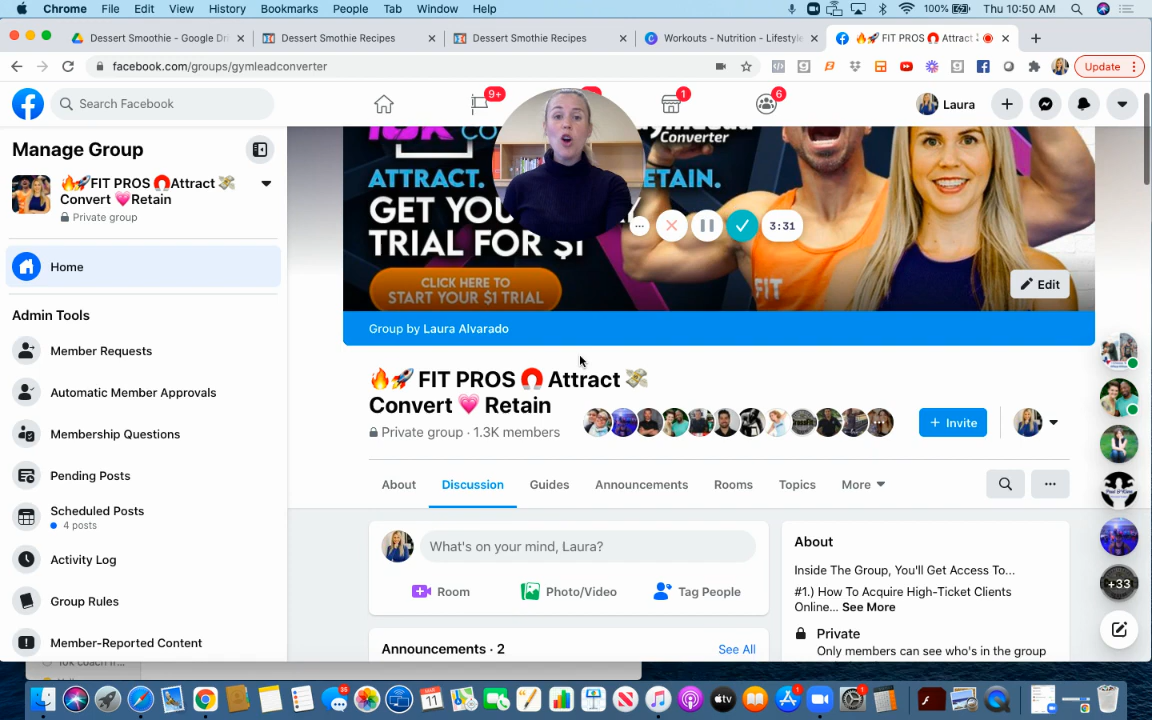 Chrome File Edit View History Bookmarks People Tab Window Help 100% Thu 10:50 AM
Dessert Smoothie - Google Dri Dessert Smoothie Recipes Dessert Smoothie Recipes Workouts - Nutrition - Lifestyle FIT PROS Attract
facebook.com/groups/gymleadconverter Update
Search Facebook 9+ 1 6 Laura
Manage Group
🔥🚀FIT PROS 🧲Attract 💸
Convert 💗Retain
Private group
Home
Admin Tools
Member Requests
Automatic Member Approvals
Membership Questions
Pending Posts
Scheduled Posts
4 posts
Activity Log
Group Rules
Member-Reported Content
10K CO
Converter
ATTRACT. RETAIN.
GET YOU
TRIAL FOR $1
CLICK HERE TO
START YOUR $1 TRIAL
FIT
3:31
Edit
Group by Laura Alvarado
🔥🚀 FIT PROS 🧲 Attract 💸
Convert 💗 Retain
Private group · 1.3K members
+ Invite
About Discussion Guides Announcements Rooms Topics More
What's on your mind, Laura?
Room Photo/Video Tag People
Announcements · 2 See All
About
Inside The Group, You'll Get Access To...
#1.) How To Acquire High-Ticket Clients
Online... See More
Private
Only members can see who's in the group
+33